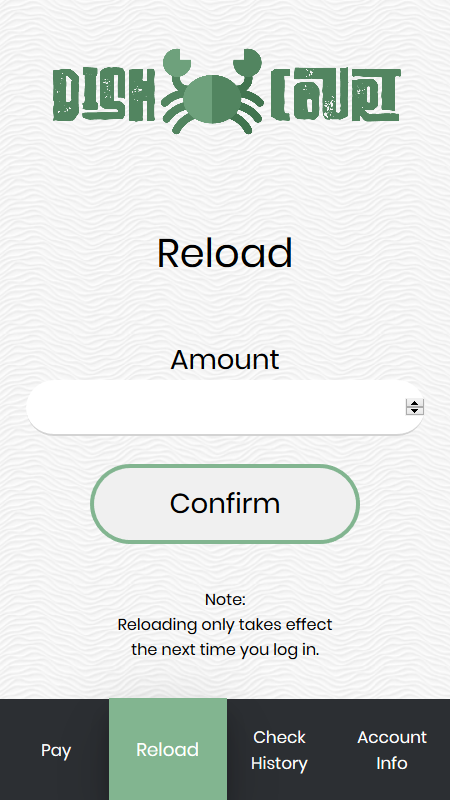 DISH COURT
Reload
Amount
Confirm
Note:
Reloading only takes effect
the next time you log in.
Pay
Reload
Check
History
Account
Info